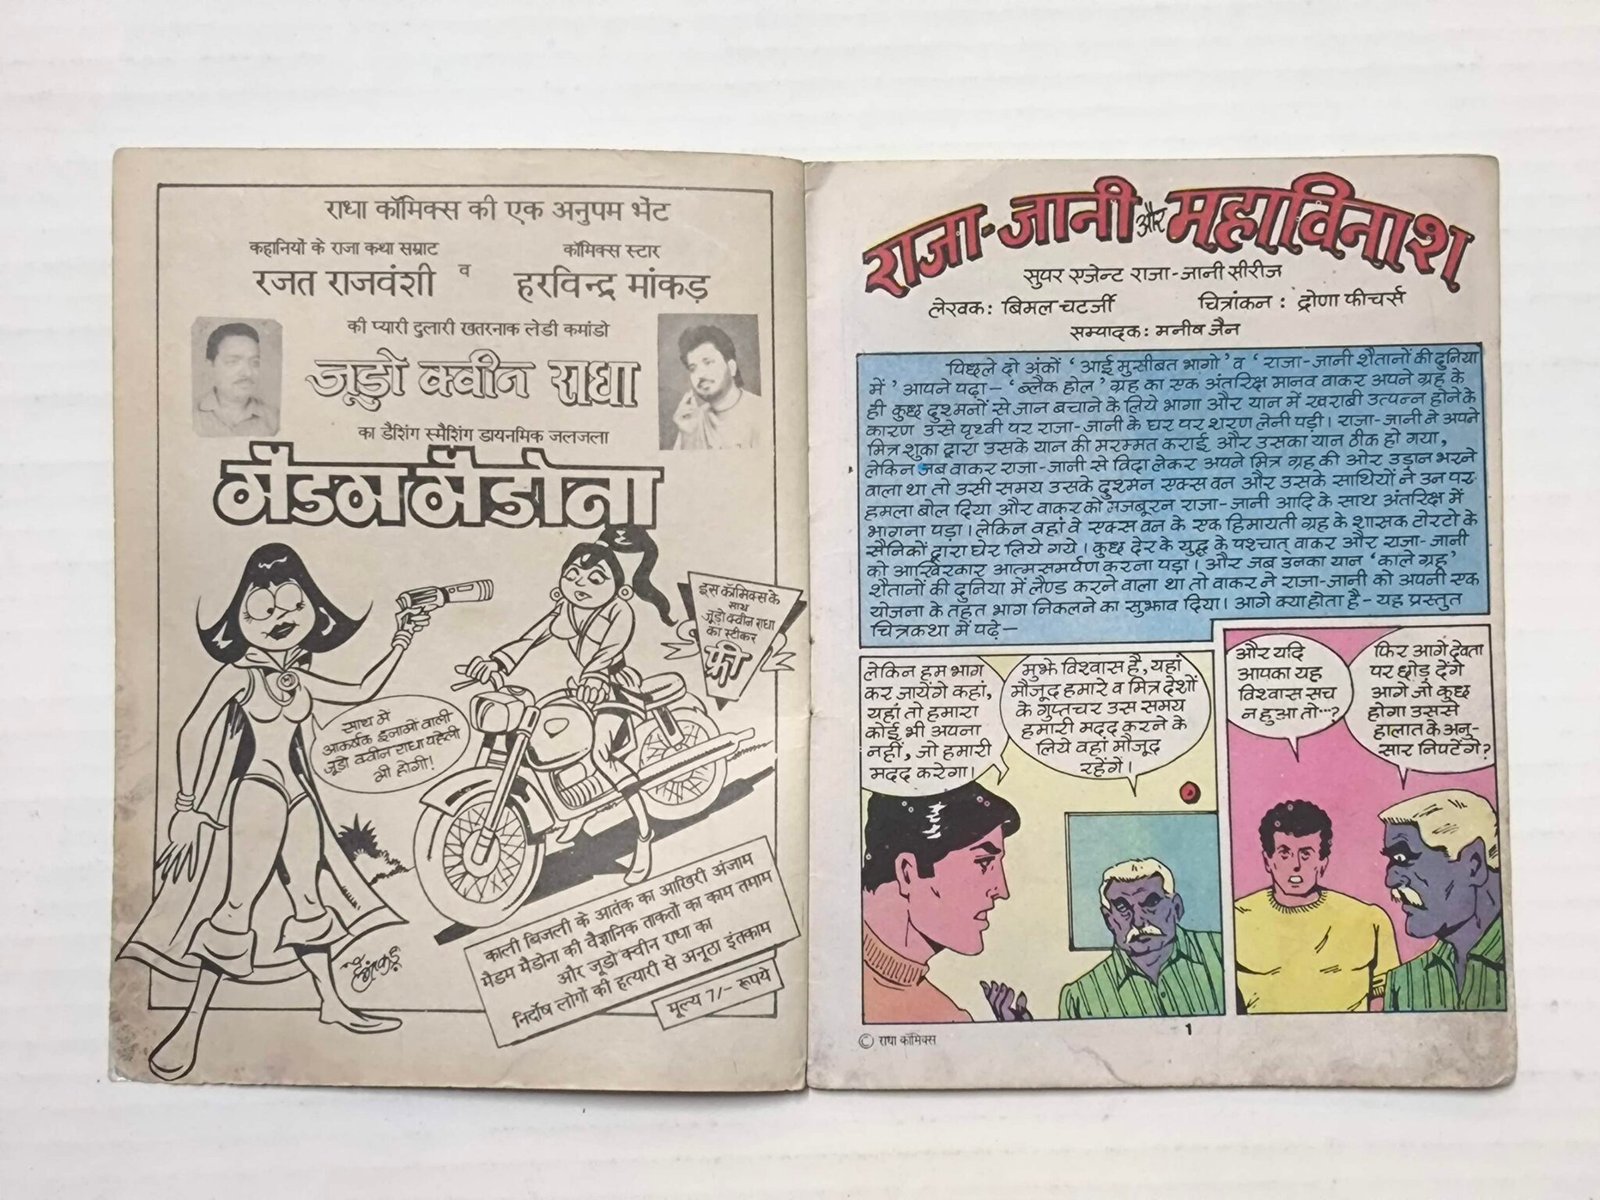 राधा कॉमिक्स की एक अनुपम भेंट
कहानियों के राजा कथा सम्राट
कॉमिक्स स्टार
रजत राजवंशी
व
हरविन्द्र मांकड़
की प्यारी दुलारी खतरनाक लेडी कमांडो
जूडो क्वीन राधा
का डैशिंग स्मैशिंग डायनमिक जलजला
मैडम मैडोना
इस कॉमिक्स के
साथ
जूडो क्वीन राधा
का स्टीकर
फ्री
साथ में
आकर्षक इनामों वाली
जूडो क्वीन राधा पहेली
भी होगी!
काली बिजली के आतंक का आखिरी अंजाम
मैडम मैडोना की वैज्ञानिक ताकतों का काम तमाम
और जूडो क्वीन राधा का
निर्दोष लोगों की हत्यारी से अनूठा इंतकाम
मूल्य 7/- रूपये
राजा-जानी और महाविनाश
सुपर एजेन्ट राजा-जानी सीरीज
लेखक: बिमल चटर्जी
चित्रांकन : द्रोणा फीचर्स
सम्पादक: मनीष जैन
पिछले दो अंकों 'आई मुसीबत भागो' व 'राजा-जानी शैतानों की दुनिया
में' आपने पढ़ा- 'ब्लैक होल' ग्रह का एक अंतरिक्ष मानव वाकर अपने ग्रह के
ही कुछ दुश्मनों से जान बचाने के लिये भागा और यान में खराबी उत्पन्न होने के
कारण उसे पृथ्वी पर राजा-जानी के घर पर शरण लेनी पड़ी। राजा-जानी ने अपने
मित्र शुका द्वारा उसके यान की मरम्मत कराई और उसका यान ठीक हो गया,
लेकिन जब वाकर राजा-जानी से विदा लेकर अपने मित्र ग्रह की ओर उड़ान भरने
वाला था तो उसी समय उसके दुश्मन एक्स वन और उसके साथियों ने उन पर
हमला बोल दिया और वाकर को मजबूरन राजा-जानी आदि के साथ अंतरिक्ष में
भागना पड़ा। लेकिन वहां वे एक्स वन के एक हिमायती ग्रह के शासक टोरटो के
सैनिकों द्वारा घेर लिये गये। कुछ देर के युद्ध के पश्चात् वाकर और राजा-जानी
को आखिरकार आत्मसमर्पण करना पड़ा। और जब उनका यान 'काले ग्रह'
शैतानों की दुनिया में लैण्ड करने वाला था तो वाकर ने राजा-जानी को अपनी एक
योजना के तहत भाग निकलने का सुझाव दिया। आगे क्या होता है-यह प्रस्तुत
चित्रकथा में पढ़े-
लेकिन हम भाग
कर जायेंगे कहां,
यहां तो हमारा
कोई भी अपना
नहीं, जो हमारी
मदद करेगा।
मुझे विश्वास है, यहां
मौजूद हमारे व मित्र देशों
के गुप्तचर उस समय
हमारी मदद करने के
लिये वहां मौजूद
रहेंगे।
और यदि
आपका यह
विश्वास सच
न हुआ तो...?
फिर आगे देवता
पर छोड़ देंगे
आगे जो कुछ
होगा उससे
हालात के अनु-
सार निपटेंगे?
1
© राधा कॉमिक्स